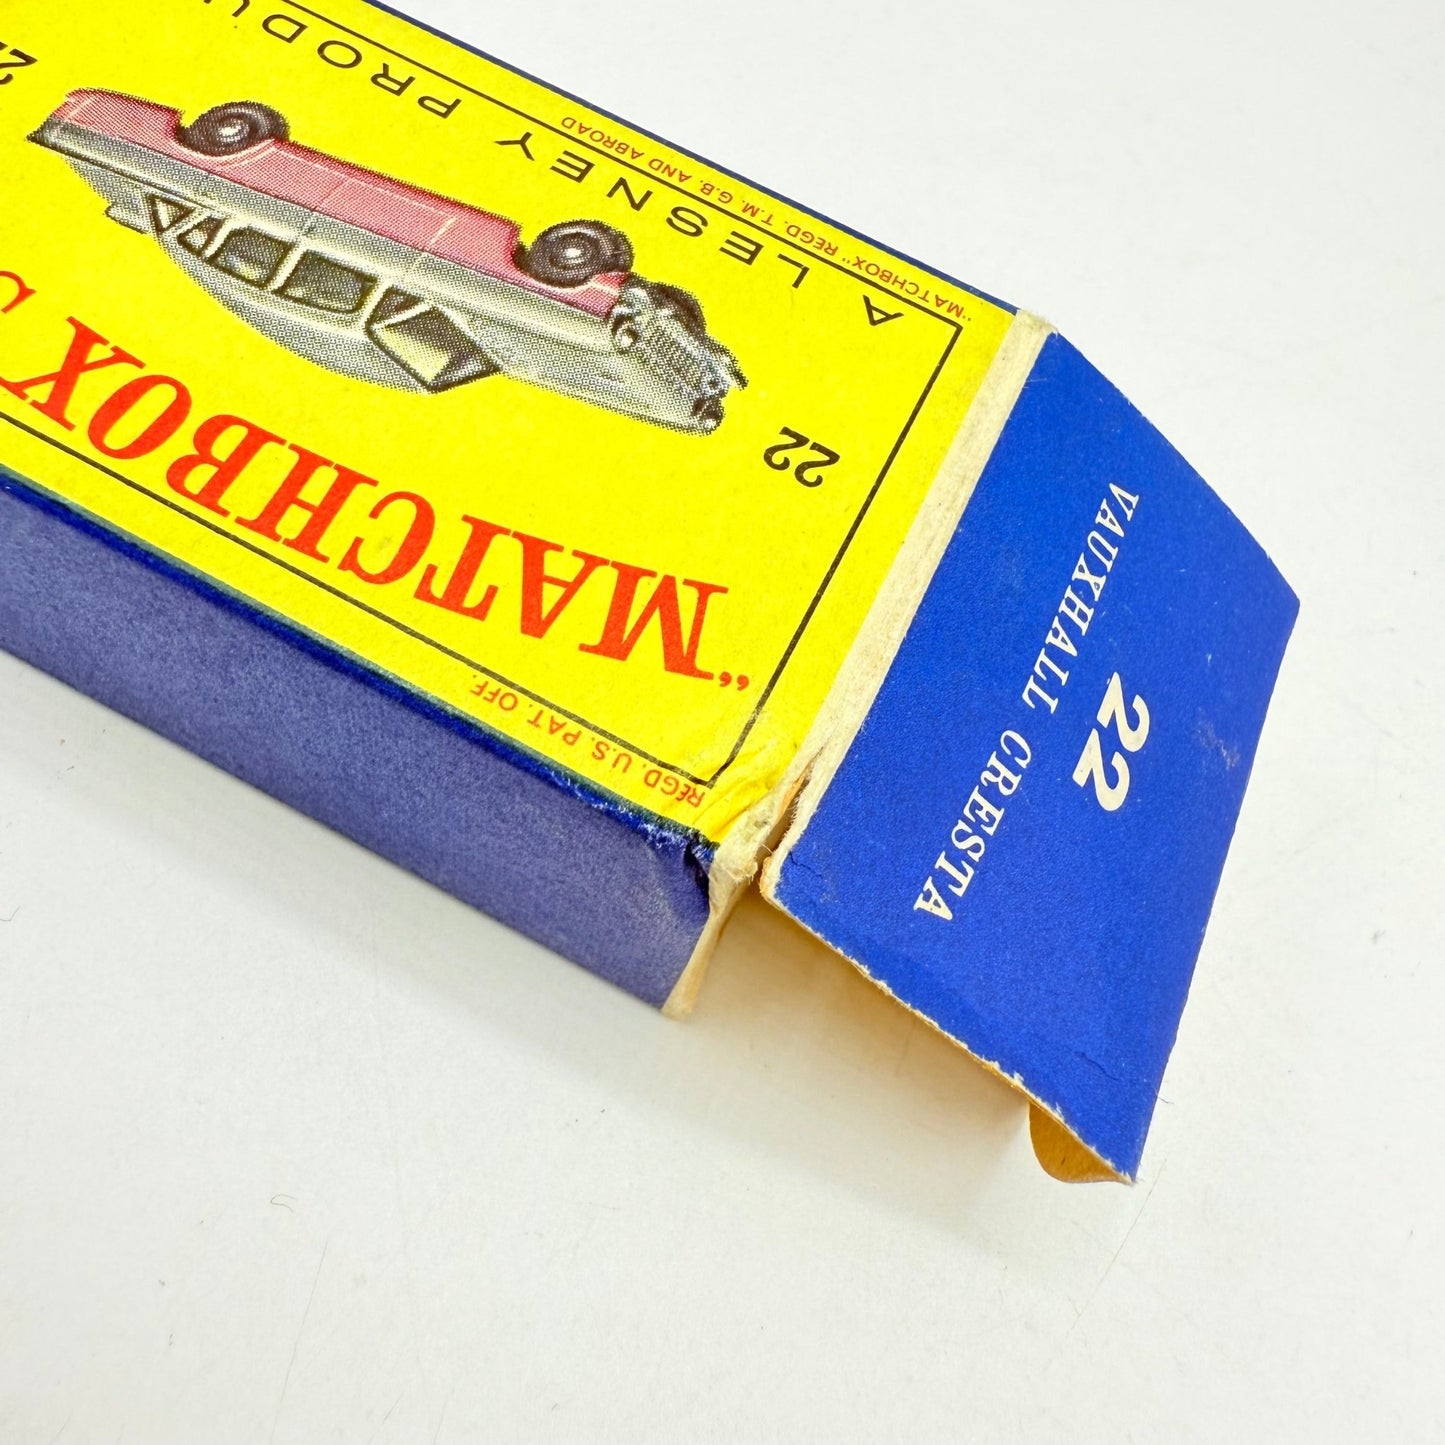 REGD. U.S. PAT. OFF.
"MATCHBOX
22
A LESNEY PRODU
"MATCHBOX" REGD. T.M. G.B. AND ABROAD
22
VAUXHALL CRESTA